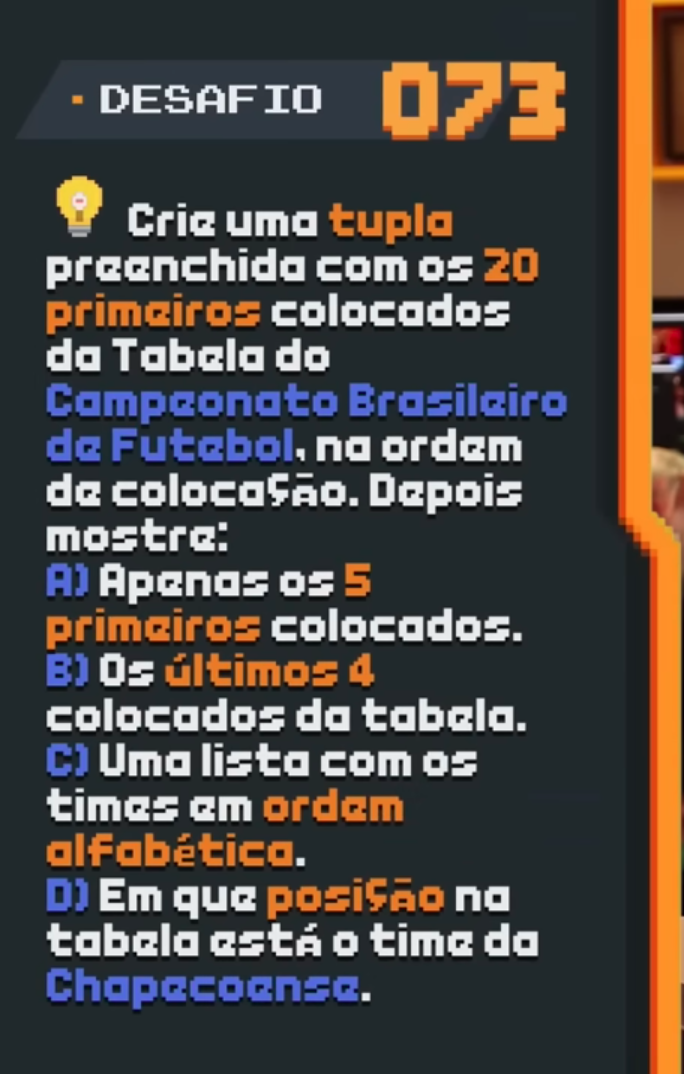 DESAFIO 073
Crie uma tupla
preenchida com os 20
primeiros colocados
da Tabela do
Campeonato Brasileiro
de Futebol, na ordem
de colocação. Depois
mostre:
A) Apenas os 5
primeiros colocados.
B) Os últimos 4
colocados da tabela.
C) Uma lista com os
times em ordem
alfabética.
D) Em que posição na
tabela está o time da
Chapecoense.